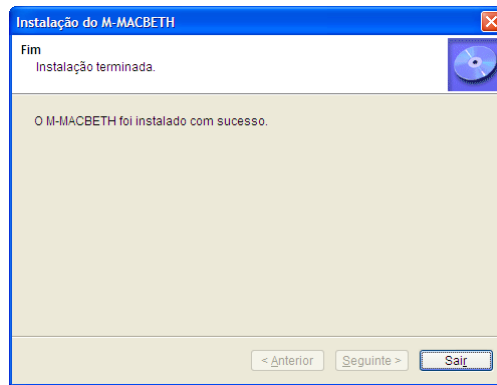 Instalação do M-MACBETH
Fim
Instalação terminada.
O M-MACBETH foi instalado com sucesso.
< Anterior
Seguinte >
Sair